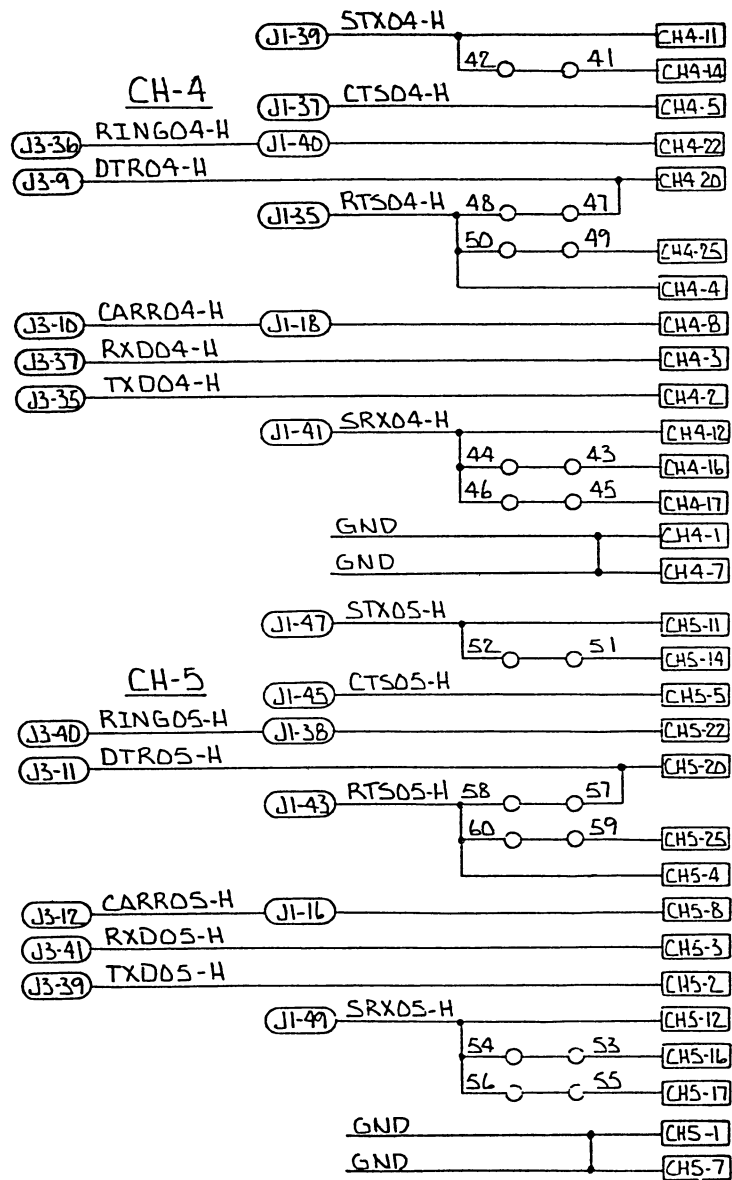 J1-39 STX04-H CH4-11
42 41 CH4-14
CH-4
J1-37 CTS04-H CH4-5
J3-36 RING04-H J1-40 CH4-22
J3-9 DTR04-H CH4-20
J1-35 RTS04-H 48 47
50 49 CH4-25
CH4-4
J3-10 CARR04-H J1-18 CH4-8
J3-37 RXD04-H CH4-3
J3-35 TXD04-H CH4-2
J1-41 SRX04-H CH4-12
44 43 CH4-16
46 45 CH4-17
GND CH4-1
GND CH4-7
J1-47 STX05-H CH5-11
52 51 CH5-14
CH-5
J1-45 CTS05-H CH5-5
J3-40 RING05-H J1-38 CH5-22
J3-11 DTR05-H CH5-20
J1-43 RTS05-H 58 57
60 59 CH5-25
CH5-4
J3-12 CARR05-H J1-16 CH5-8
J3-41 RXD05-H CH5-3
J3-39 TXD05-H CH5-2
J1-49 SRX05-H CH5-12
54 53 CH5-16
56 55 CH5-17
GND CH5-1
GND CH5-7